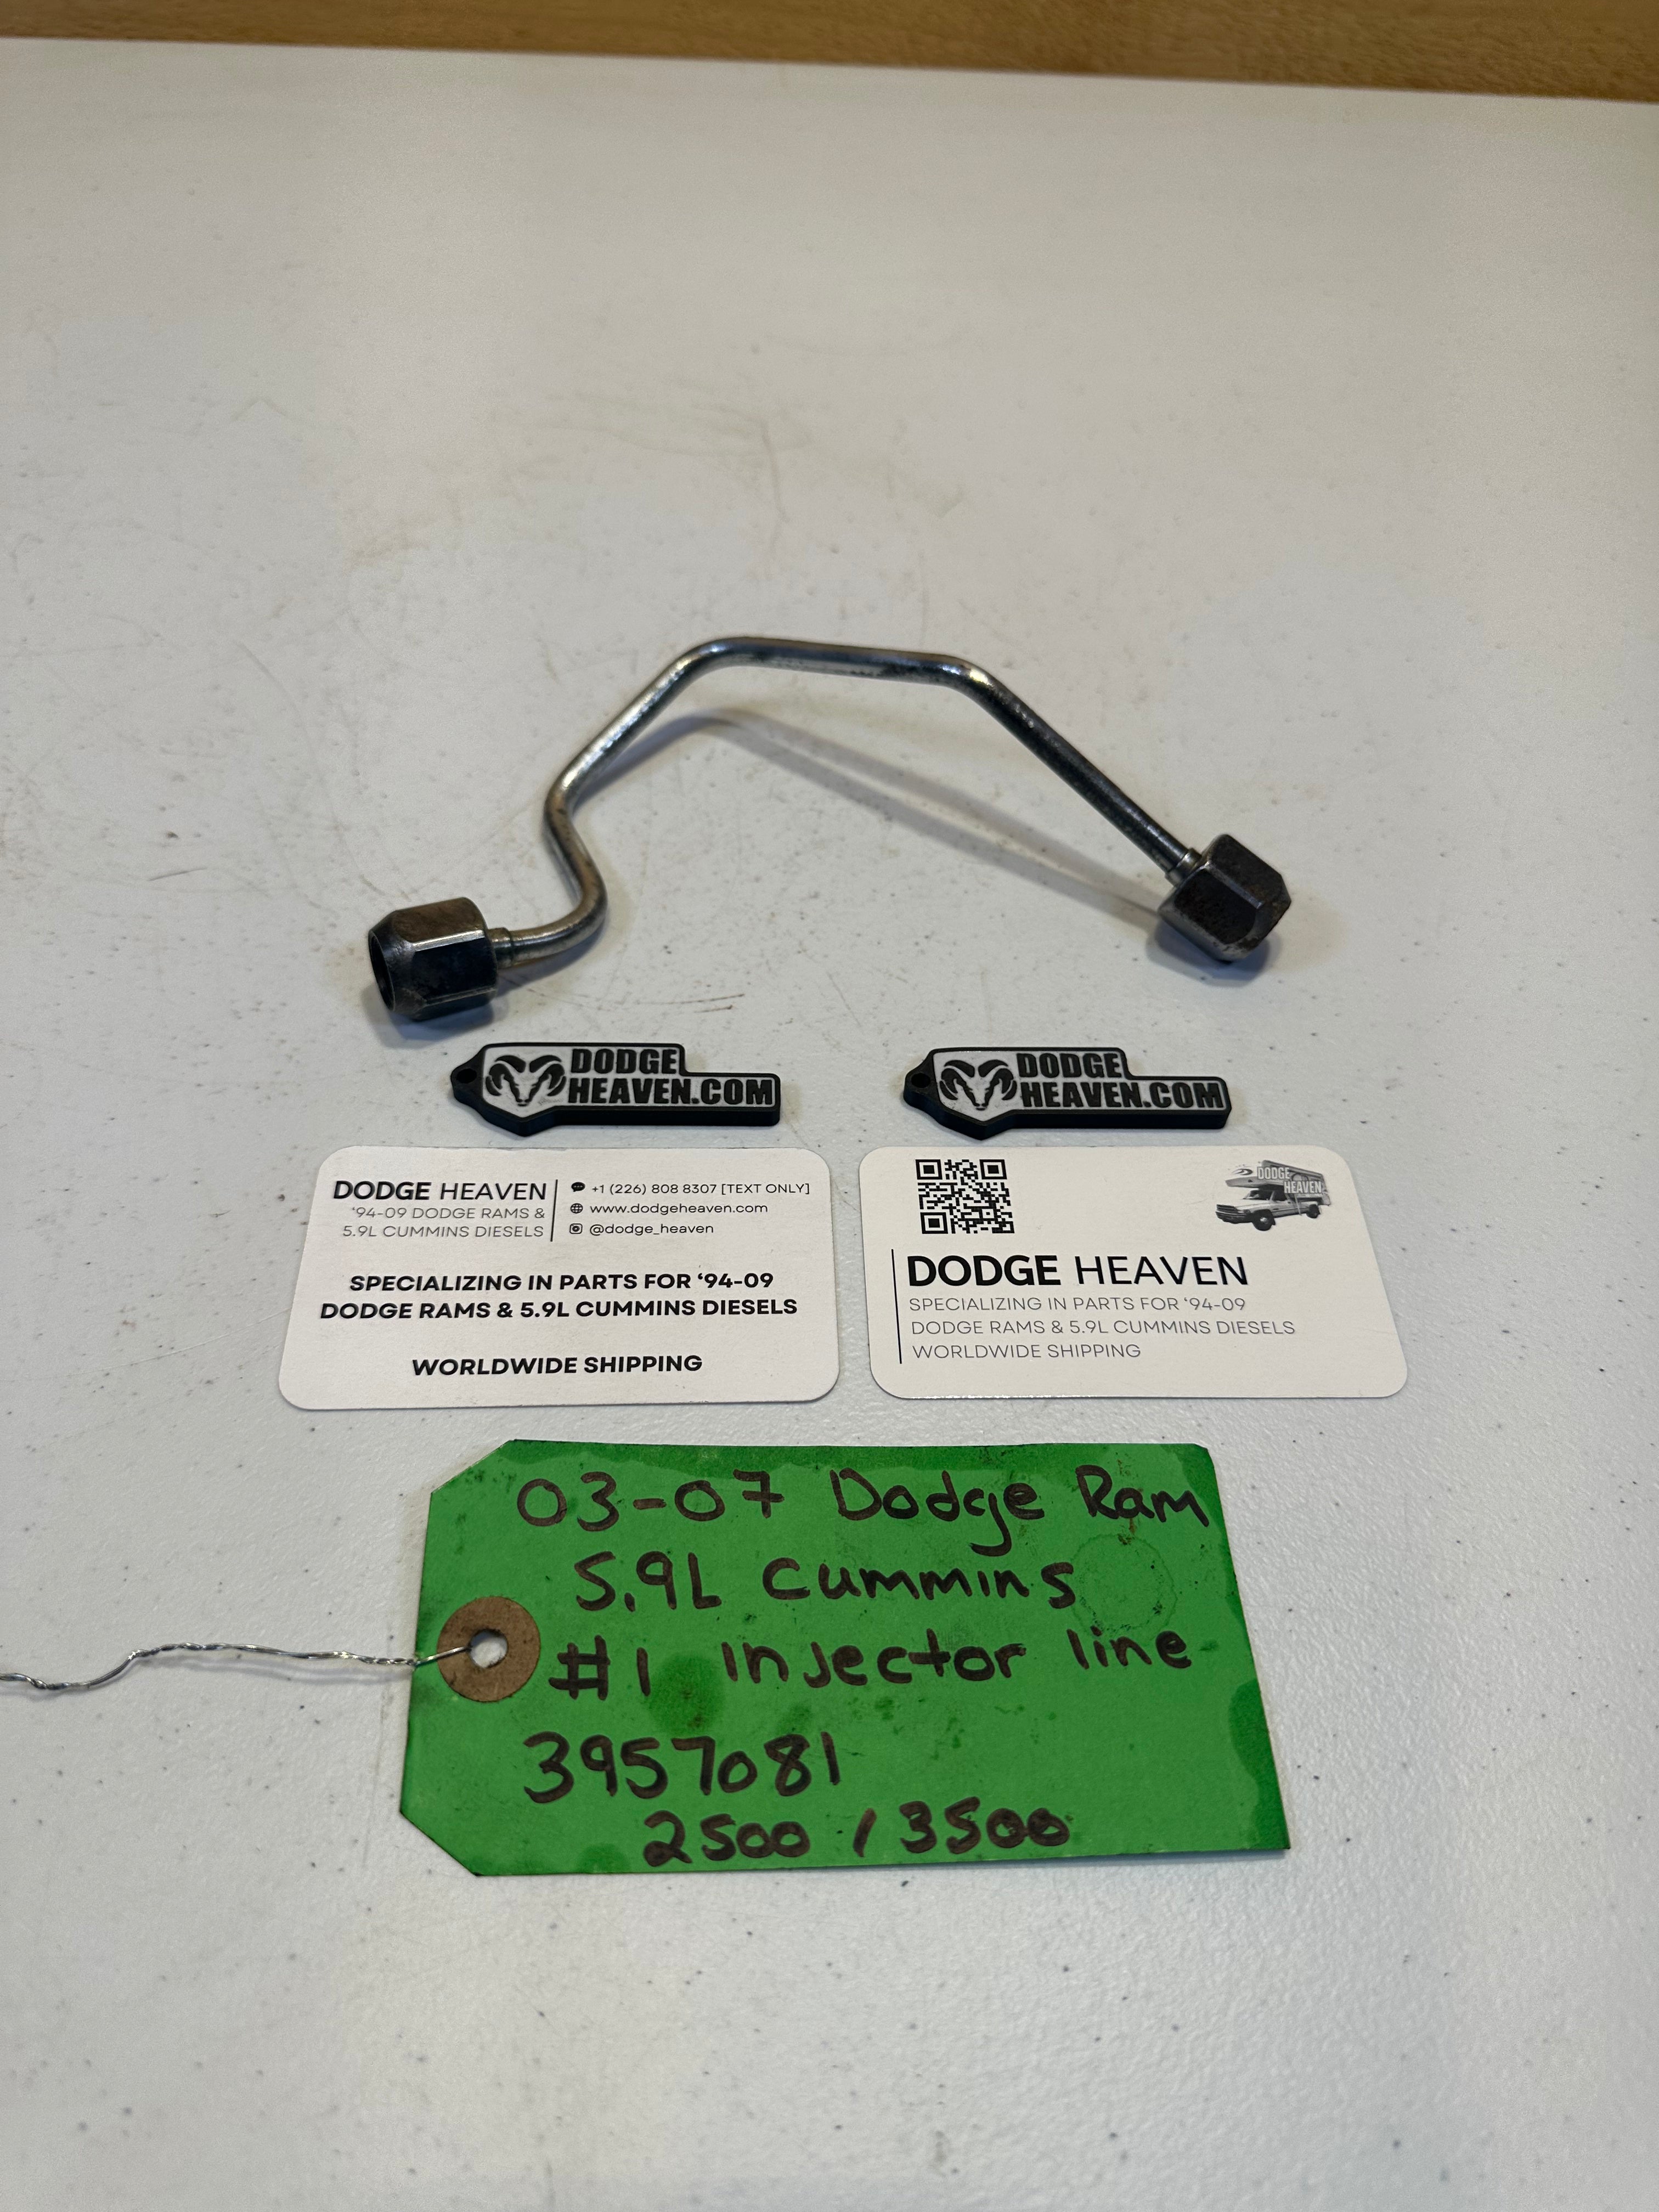 DODGE
HEAVEN.COM
DODGE
HEAVEN.COM
DODGE HEAVEN
'94-09 DODGE RAMS &
5.9L CUMMINS DIESELS
+1 (226) 808 8307 [TEXT ONLY]
www.dodgeheaven.com
@dodge_heaven
SPECIALIZING IN PARTS FOR '94-09
DODGE RAMS & 5.9L CUMMINS DIESELS
WORLDWIDE SHIPPING
DODGE
HEAVEN
DODGE HEAVEN
SPECIALIZING IN PARTS FOR '94-09
DODGE RAMS & 5.9L CUMMINS DIESELS
WORLDWIDE SHIPPING
03-07 Dodge Ram
5.9L Cummins
#1 Injector line
3957081
2500 / 3500